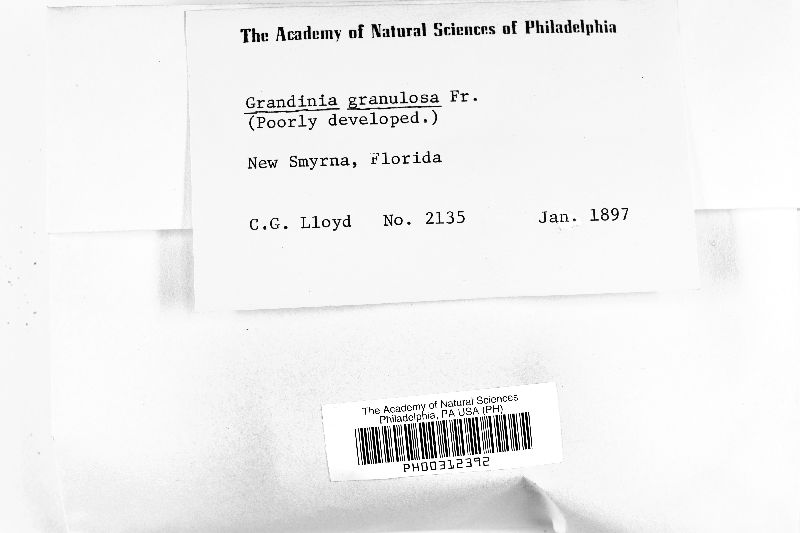 The Academy of Natural Sciences of Philadelphia
Grandinia granulosa Fr.
(Poorly developed.)
New Smyrna, Florida
C.G. Lloyd No. 2135 Jan. 1897
The Academy of Natural Sciences
Philadelphia, PA USA (PH)
PH00312392